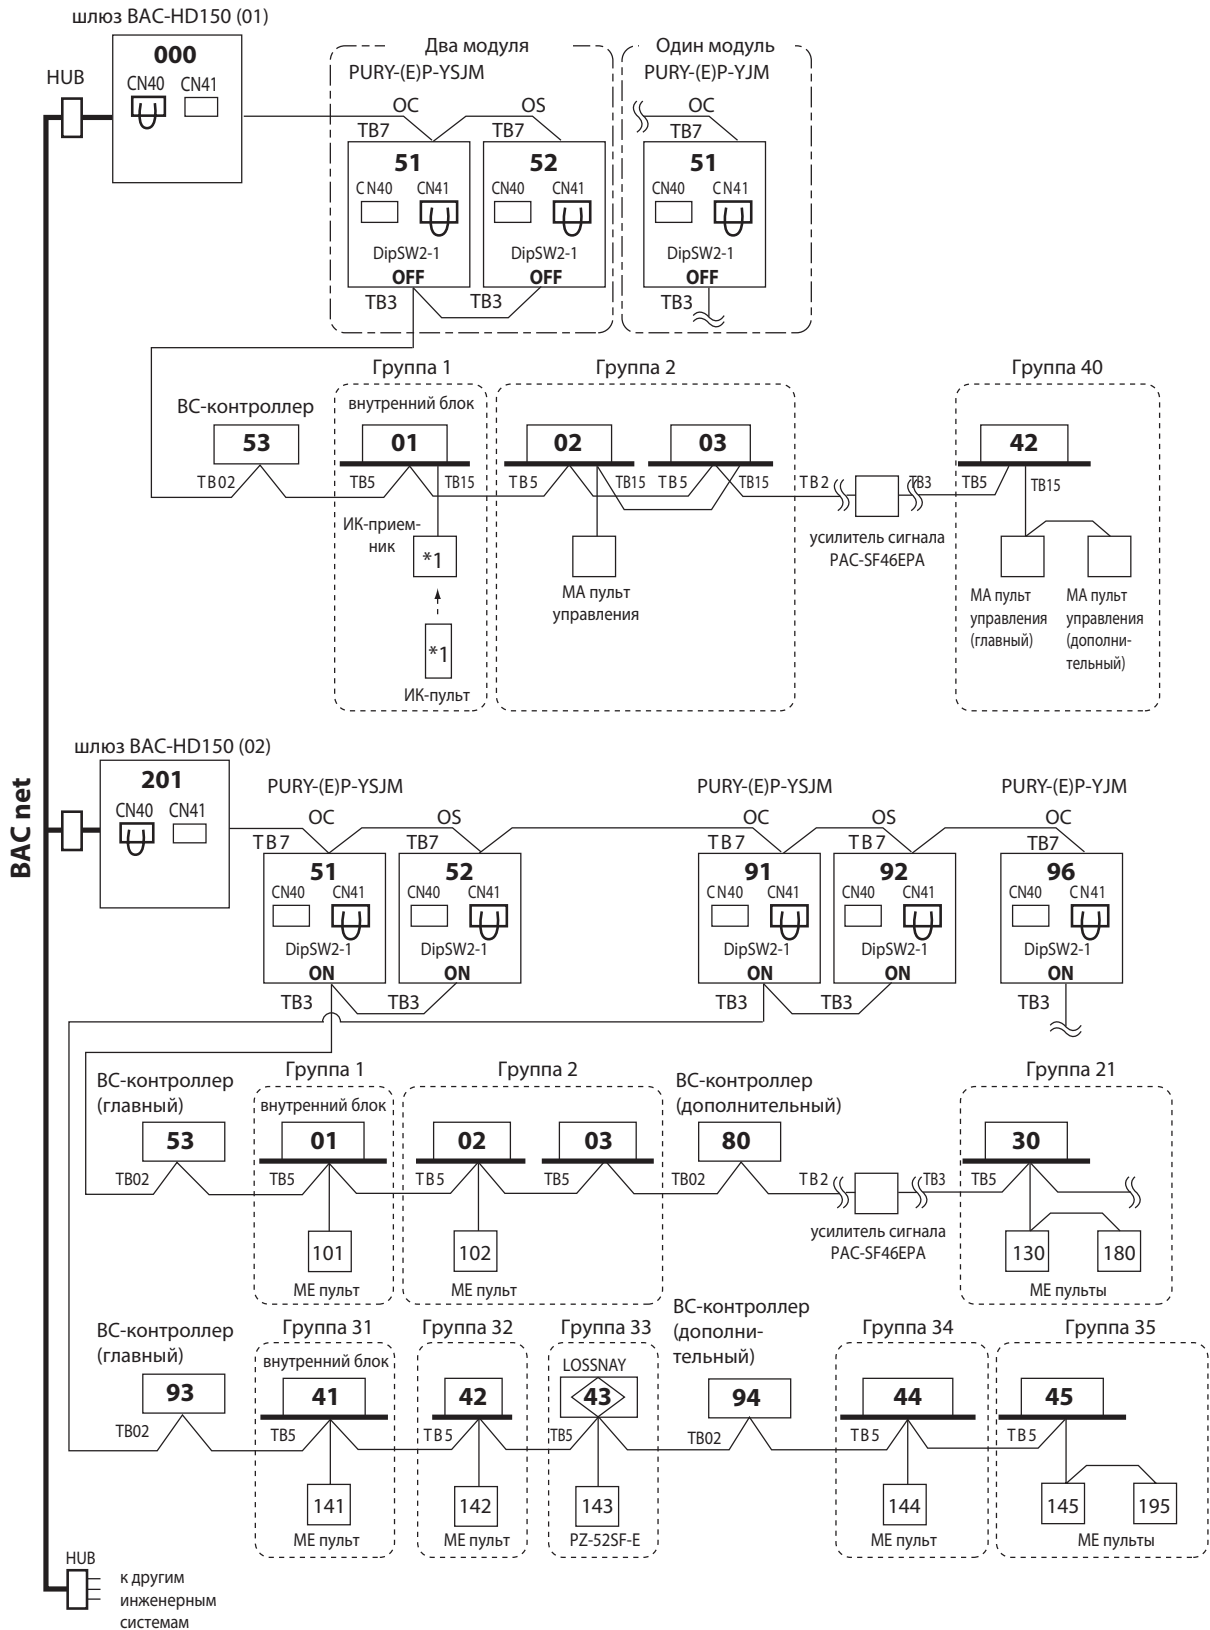 шлюз BAC-HD150 (01)
HUB
000
CN40 CN41
Два модуля
PURY-(E)P-YSJM
OC OS
TB7 TB7
51
CN40 CN41
DipSW2-1
OFF
52
CN40 CN41
DipSW2-1
OFF
TB3 TB3
Один модуль
PURY-(E)P-YJM
OC
TB7
51
CN40 CN41
DipSW2-1
OFF
TB3
Группа 1
Группа 2
Группа 40
BC-контроллер
53
TB02
внутренний блок
01
TB5 TB15
ИК-прием-
ник
*1
*1
ИК-пульт
02
TB5 TB15
03
TB5 TB15
МА пульт
управления
TB2 TB3
усилитель сигнала
PAC-SF46EPA
42
TB5 TB15
МА пульт
управления
(главный)
МА пульт
управления
(дополни-
тельный)
BAC net
шлюз BAC-HD150 (02)
201
CN40 CN41
PURY-(E)P-YSJM
OC OS
TB7 TB7
51
CN40 CN41
DipSW2-1
ON
52
CN40 CN41
DipSW2-1
ON
TB3 TB3
PURY-(E)P-YSJM
OC OS
TB7 TB7
91
CN40 CN41
DipSW2-1
ON
92
CN40 CN41
DipSW2-1
ON
TB3 TB3
PURY-(E)P-YJM
OC
TB7
96
CN40 CN41
DipSW2-1
ON
TB3
BC-контроллер
(главный)
53
TB02
Группа 1
внутренний блок
01
TB5
101
МЕ пульт
Группа 2
02
TB5
03
TB5
102
МЕ пульт
BC-контроллер
(дополнительный)
80
TB02
TB2 TB3
усилитель сигнала
PAC-SF46EPA
Группа 21
30
TB5
130 180
МЕ пульты
BC-контроллер
(главный)
93
TB02
Группа 31
внутренний блок
41
TB5
141
МЕ пульт
Группа 32
42
TB5
142
МЕ пульт
Группа 33
LOSSNAY
43
TB5
143
PZ-52SF-E
BC-контроллер
(дополни-
тельный)
94
TB02
Группа 34
44
TB5
144
МЕ пульт
Группа 35
45
TB5
145 195
МЕ пульты
HUB
к другим
инженерным
системам